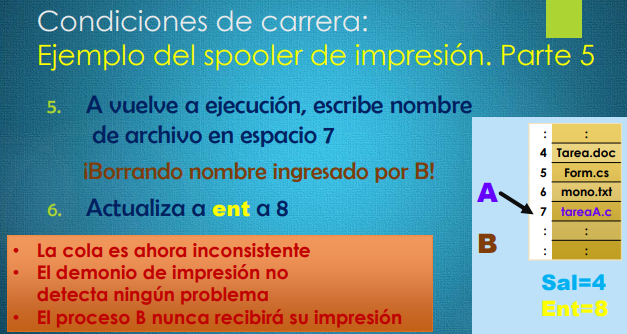 Condiciones de carrera:
Ejemplo del spooler de impresión. Parte 5
5. A vuelve a ejecución, escribe nombre
de archivo en espacio 7
¡Borrando nombre ingresado por B!
6. Actualiza a ent a 8
• La cola es ahora inconsistente
• El demonio de impresión no
detecta ningún problema
• El proceso B nunca recibirá su impresión
: :
4 Tarea.doc
5 Form.cs
6 mono.txt
A
7 tareaA.c
: :
B
: :
Sal=4
Ent=8